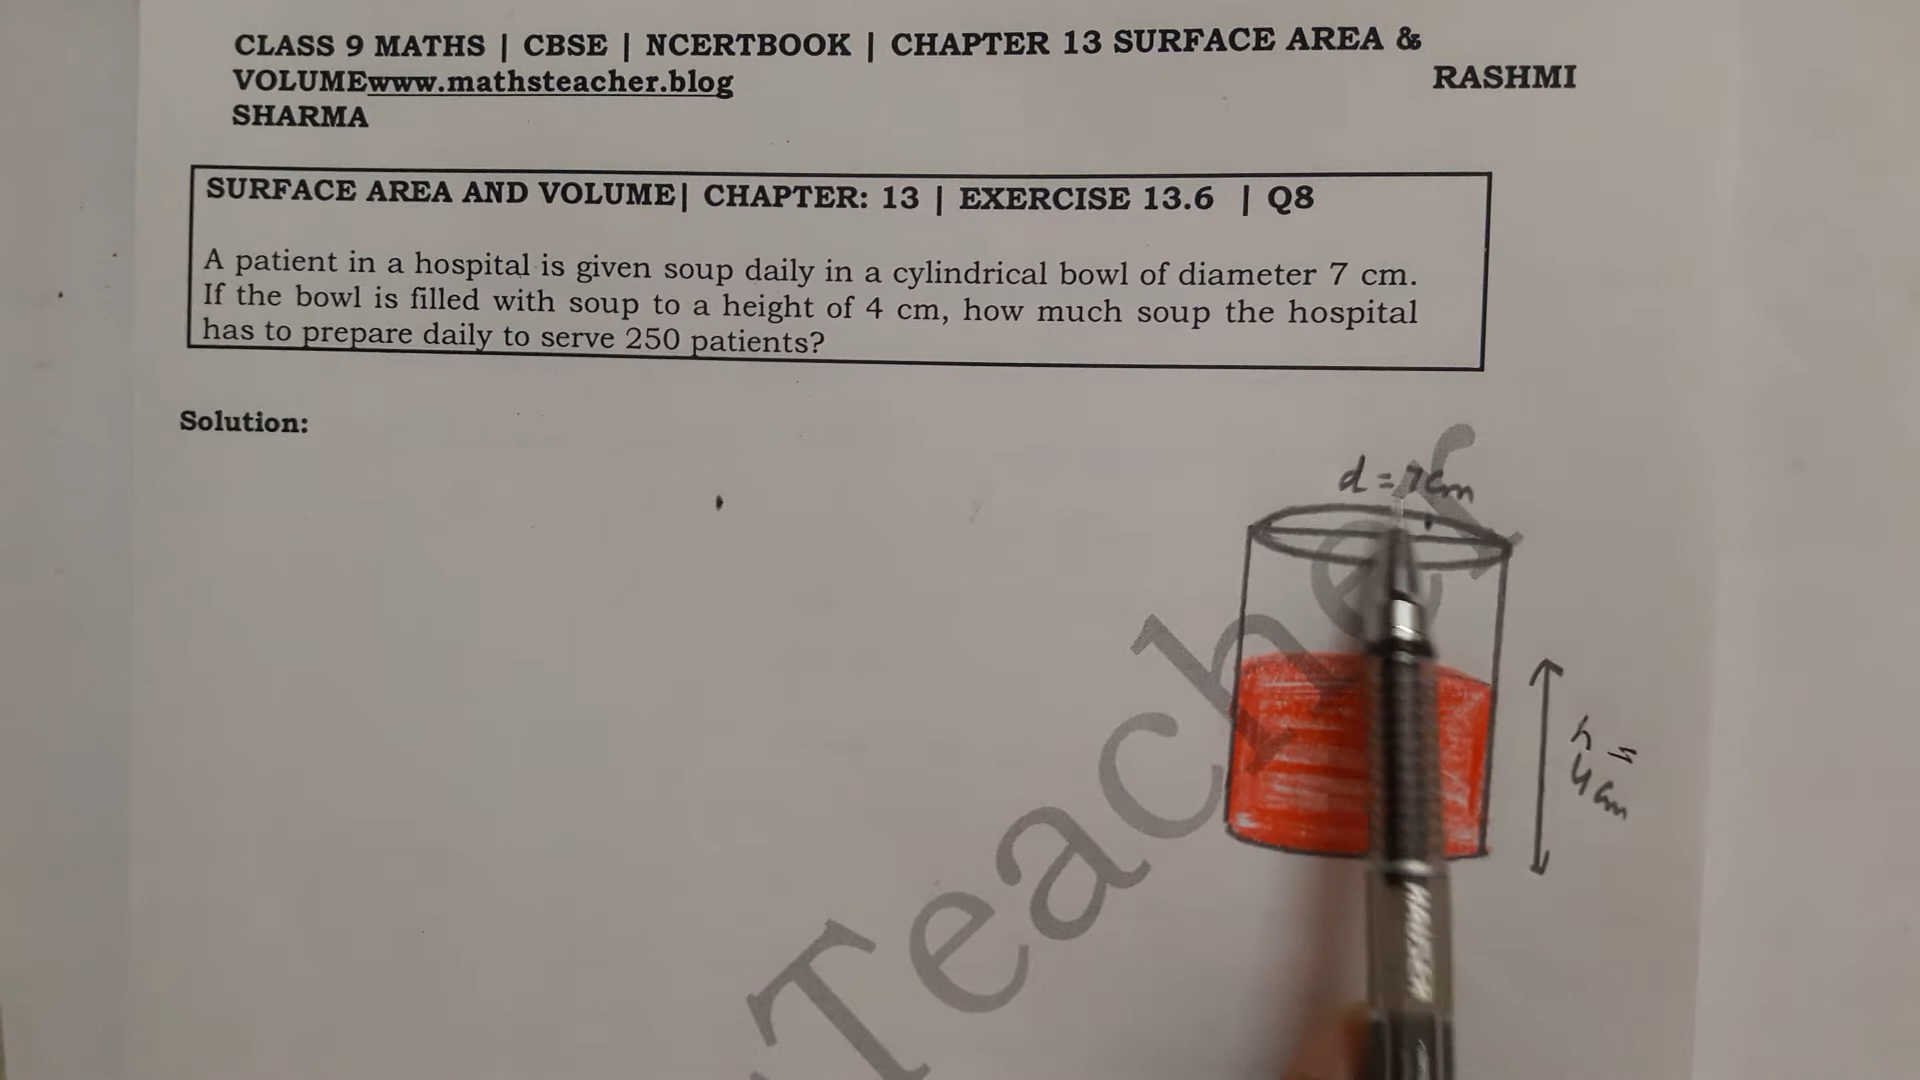 CLASS 9 MATHS | CBSE | NCERTBOOK | CHAPTER 13 SURFACE AREA &
VOLUMEwww.mathsteacher.blog RASHMI
SHARMA
SURFACE AREA AND VOLUME| CHAPTER: 13 | EXERCISE 13.6 | Q8
A patient in a hospital is given soup daily in a cylindrical bowl of diameter 7 cm.
If the bowl is filled with soup to a height of 4 cm, how much soup the hospital
has to prepare daily to serve 250 patients?
Solution:
d = 7cm
h =
4cm
Teacher